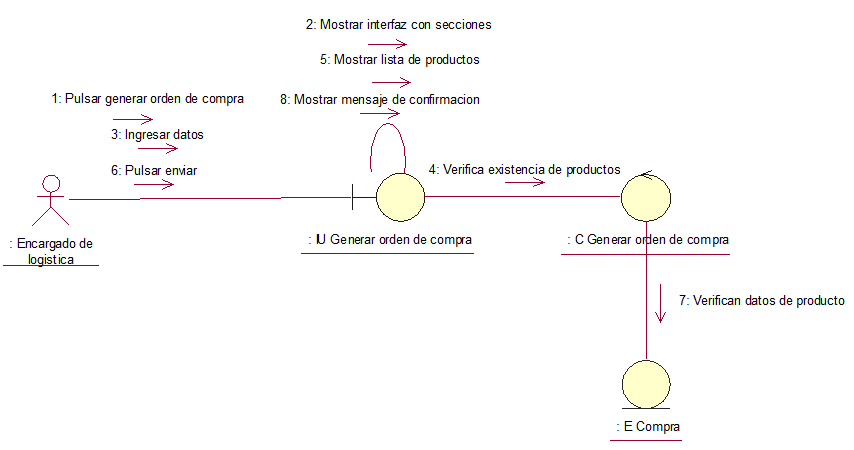 2: Mostrar interfaz con secciones
5: Mostrar lista de productos
8: Mostrar mensaje de confirmacion
1: Pulsar generar orden de compra
3: Ingresar datos
6: Pulsar enviar
4: Verifica existencia de productos
: Encargado de
logistica
: IU Generar orden de compra
: C Generar orden de compra
7: Verifican datos de producto
: E Compra